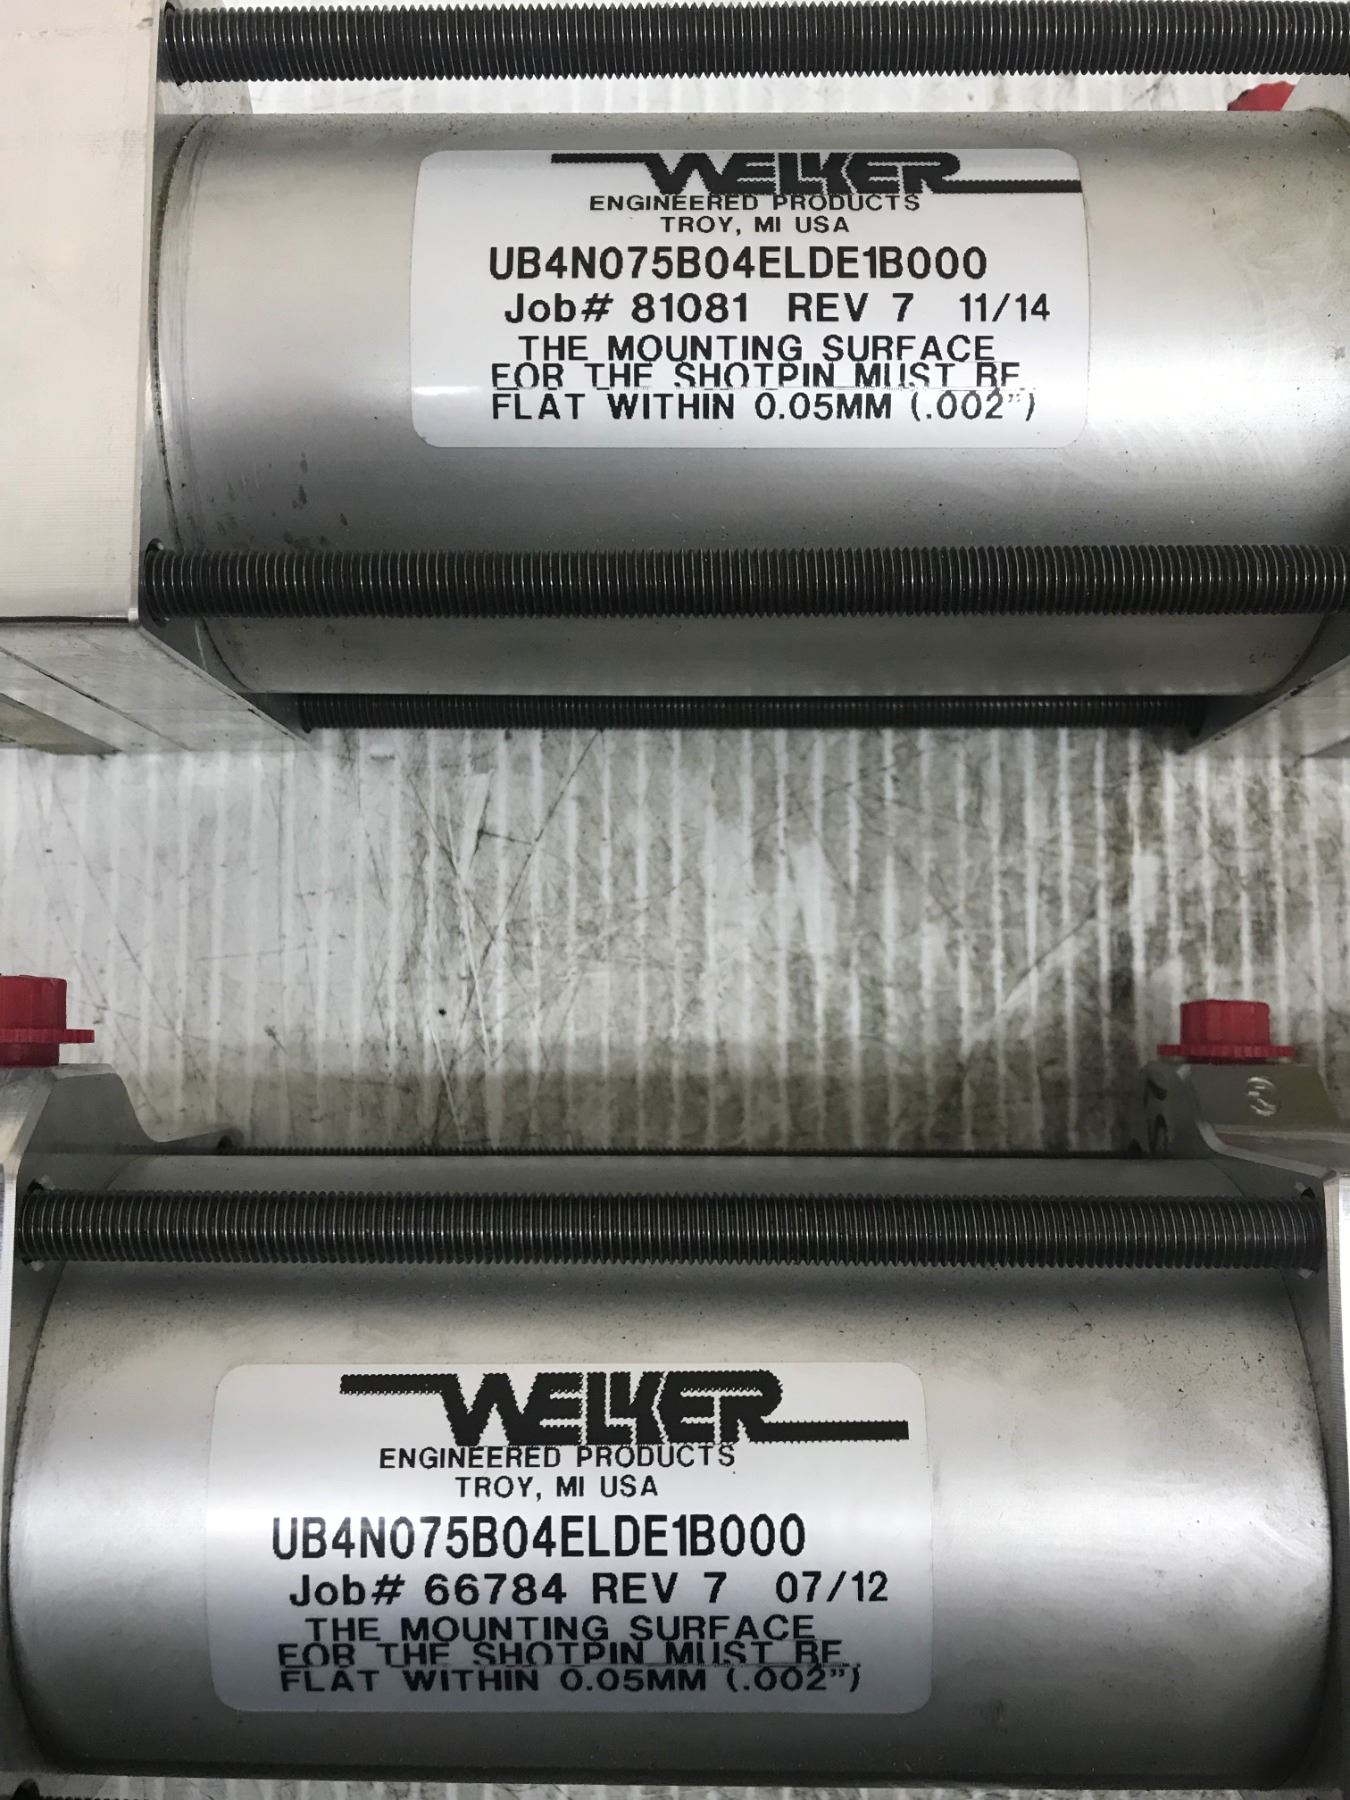 WELKER
ENGINEERED PRODUCTS
TROY, MI USA
UB4N075B04ELDE1B000
Job# 81081 REV 7 11/14
THE MOUNTING SURFACE
FOR THE SHOTPIN MUST BE
FLAT WITHIN 0.05MM (.002")
WELKER
ENGINEERED PRODUCTS
TROY, MI USA
UB4N075B04ELDE1B000
Job# 66784 REV 7 07/12
THE MOUNTING SURFACE
FOR THE SHOTPIN MUST BE
FLAT WITHIN 0.05MM (.002")